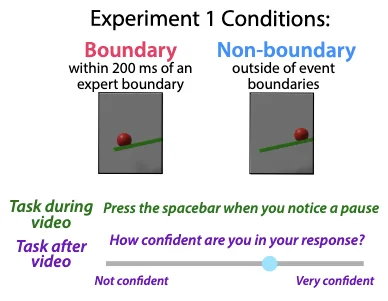 Experiment 1 Conditions:
Boundary
within 200 ms of an
expert boundary
Non-boundary
outside of event
boundaries
Task during
video
Press the spacebar when you notice a pause
Task after
video
How confident are you in your response?
Not confident
Very confident